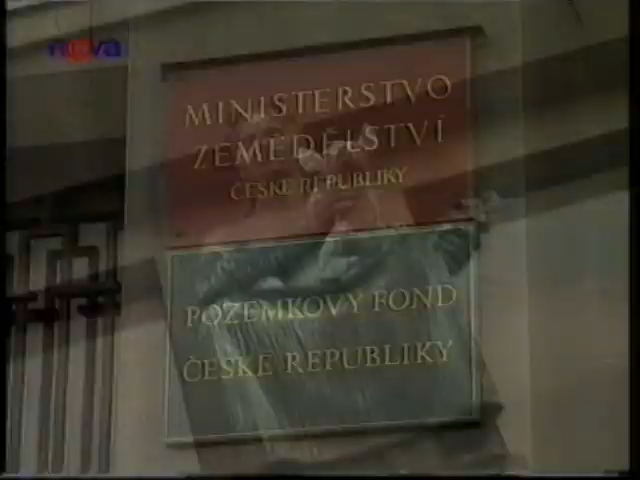 nova
MINISTERSTVO
ZEMĚDĚLSTVÍ
ČESKÉ REPUBLIKY
POZEMKOVÝ FOND
ČESKÉ REPUBLIKY